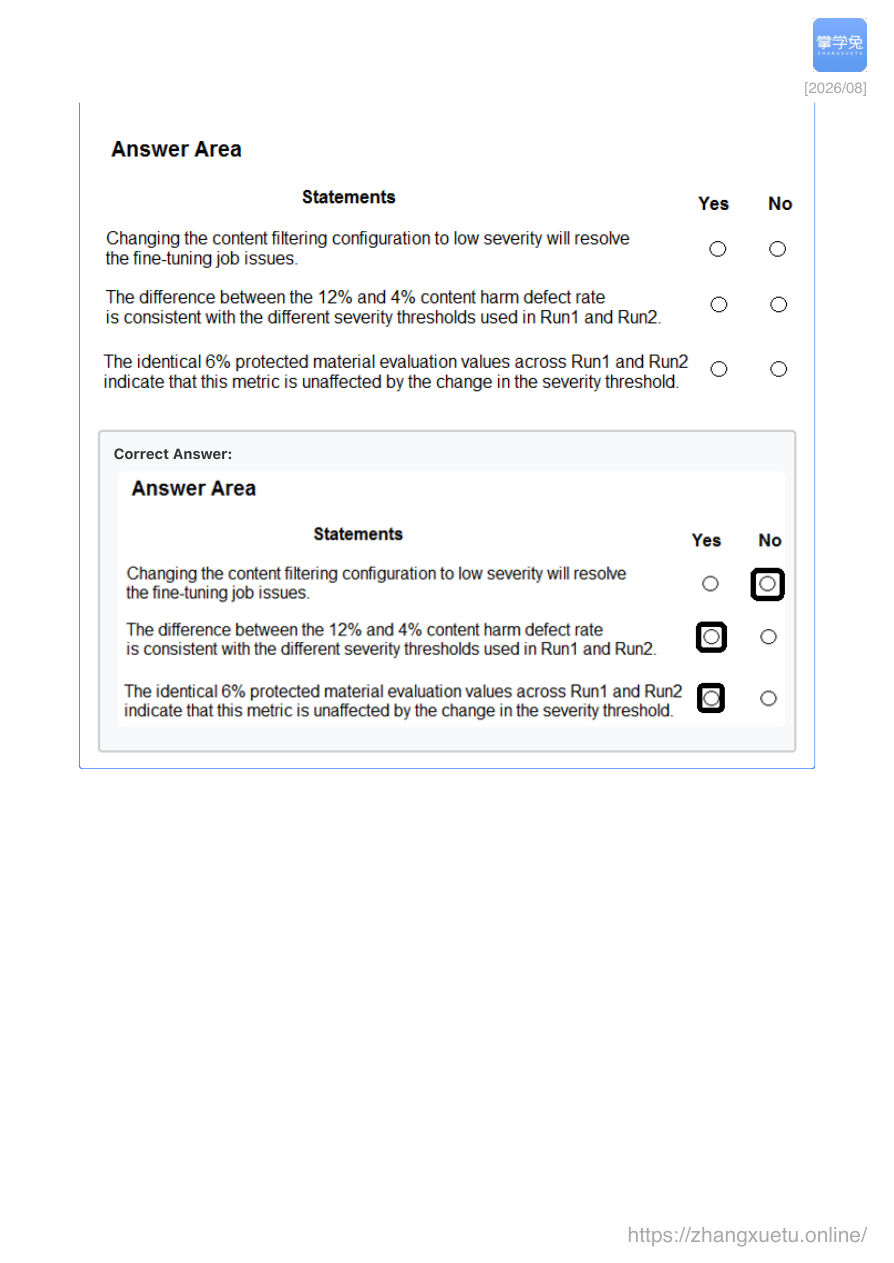 掌学兔
ZHANGXUETU
[2026/08]
Answer Area
Statements
Yes No
Changing the content filtering configuration to low severity will resolve
the fine-tuning job issues.
The difference between the 12% and 4% content harm defect rate
is consistent with the different severity thresholds used in Run1 and Run2.
The identical 6% protected material evaluation values across Run1 and Run2
indicate that this metric is unaffected by the change in the severity threshold.
Correct Answer:
Answer Area
Statements
Yes No
Changing the content filtering configuration to low severity will resolve
the fine-tuning job issues.
The difference between the 12% and 4% content harm defect rate
is consistent with the different severity thresholds used in Run1 and Run2.
The identical 6% protected material evaluation values across Run1 and Run2
indicate that this metric is unaffected by the change in the severity threshold.
https://zhangxuetu.online/